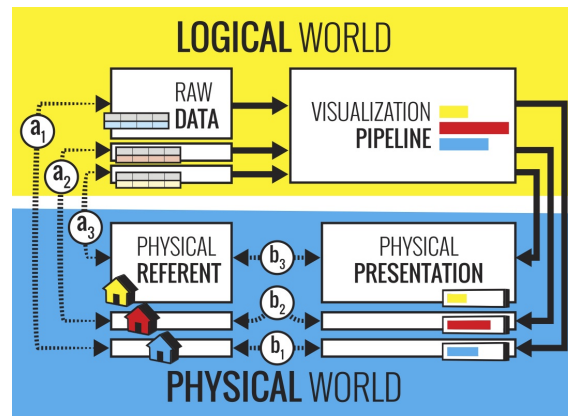 LOGICAL WORLD
RAW
DATA
VISUALIZATION
PIPELINE
a1
a2
a3
PHYSICAL
REFERENT
b3
PHYSICAL
PRESENTATION
b2
b1
PHYSICAL WORLD